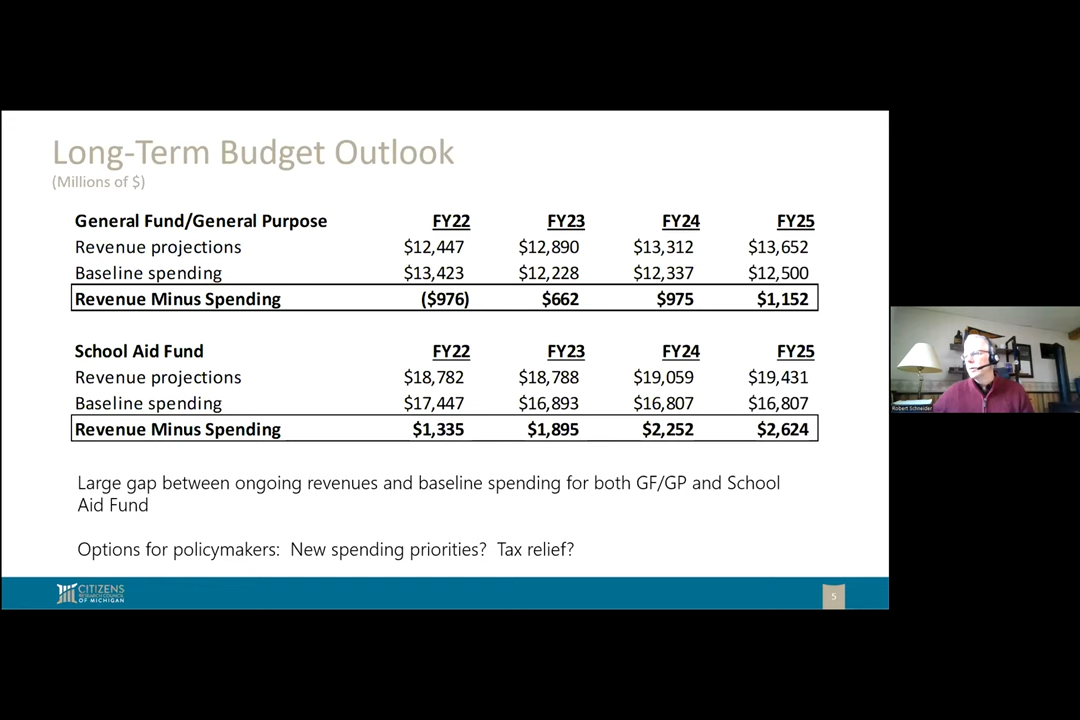 Long-Term Budget Outlook
(Millions of $)
General Fund/General Purpose FY22 FY23 FY24 FY25
Revenue projections $12,447 $12,890 $13,312 $13,652
Baseline spending $13,423 $12,228 $12,337 $12,500
Revenue Minus Spending ($976) $662 $975 $1,152
School Aid Fund FY22 FY23 FY24 FY25
Revenue projections $18,782 $18,788 $19,059 $19,431
Baseline spending $17,447 $16,893 $16,807 $16,807
Revenue Minus Spending $1,335 $1,895 $2,252 $2,624
Large gap between ongoing revenues and baseline spending for both GF/GP and School
Aid Fund
Options for policymakers: New spending priorities? Tax relief?
CITIZENS
RESEARCH COUNCIL
OF MICHIGAN
5
Robert Schneider